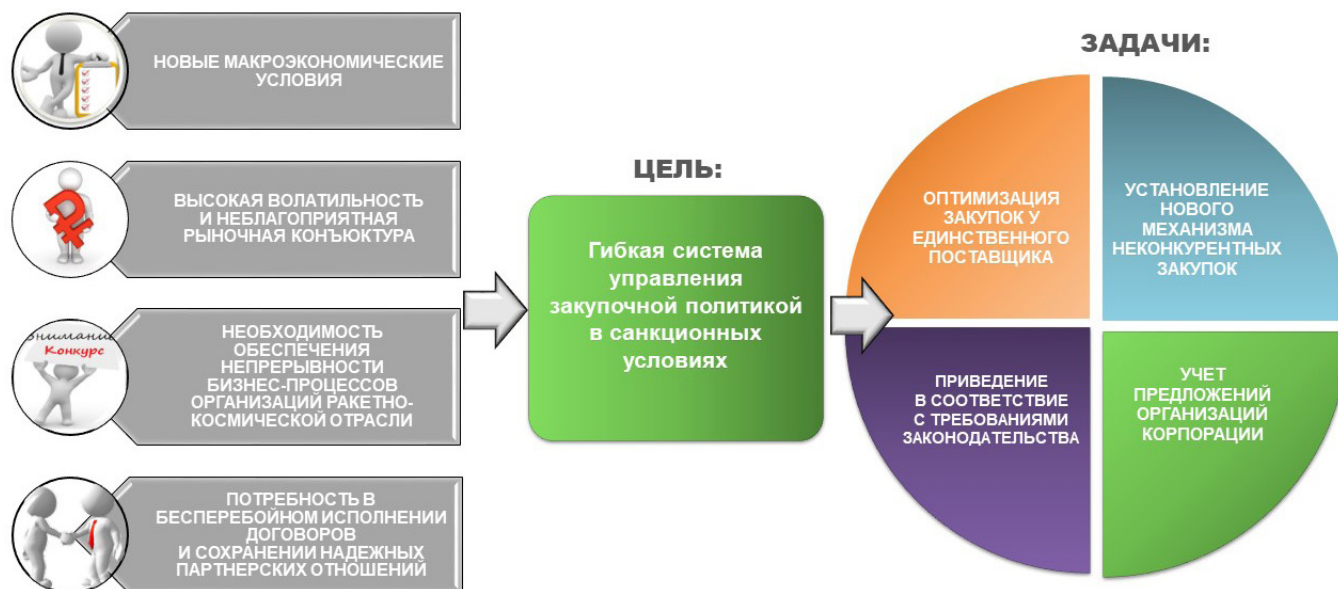 НОВЫЕ МАКРОЭКОНОМИЧЕСКИЕ
УСЛОВИЯ
ВЫСОКАЯ ВОЛАТИЛЬНОСТЬ
И НЕБЛАГОПРИЯТНАЯ
РЫНОЧНАЯ КОНЪЮКТУРА
Внимание
Конкурс
НЕОБХОДИМОСТЬ
ОБЕСПЕЧЕНИЯ
НЕПРЕРЫВНОСТИ
БИЗНЕС-ПРОЦЕССОВ
ОРГАНИЗАЦИЙ РАКЕТНО-
КОСМИЧЕСКОЙ ОТРАСЛИ
ПОТРЕБНОСТЬ В
БЕСПЕРЕБОЙНОМ ИСПОЛНЕНИИ
ДОГОВОРОВ
И СОХРАНЕНИИ НАДЕЖНЫХ
ПАРТНЕРСКИХ ОТНОШЕНИЙ
ЦЕЛЬ:
Гибкая система
управления
закупочной политикой
в санкционных
условиях
ЗАДАЧИ:
ОПТИМИЗАЦИЯ
ЗАКУПОК У
ЕДИНСТВЕННОГО
ПОСТАВЩИКА
УСТАНОВЛЕНИЕ
НОВОГО
МЕХАНИЗМА
НЕКОНКУРЕНТНЫХ
ЗАКУПОК
ПРИВЕДЕНИЕ
В СООТВЕТСТВИЕ
С ТРЕБОВАНИЯМИ
ЗАКОНОДАТЕЛЬСТВА
УЧЕТ
ПРЕДЛОЖЕНИЙ
ОРГАНИЗАЦИЙ
КОРПОРАЦИИ